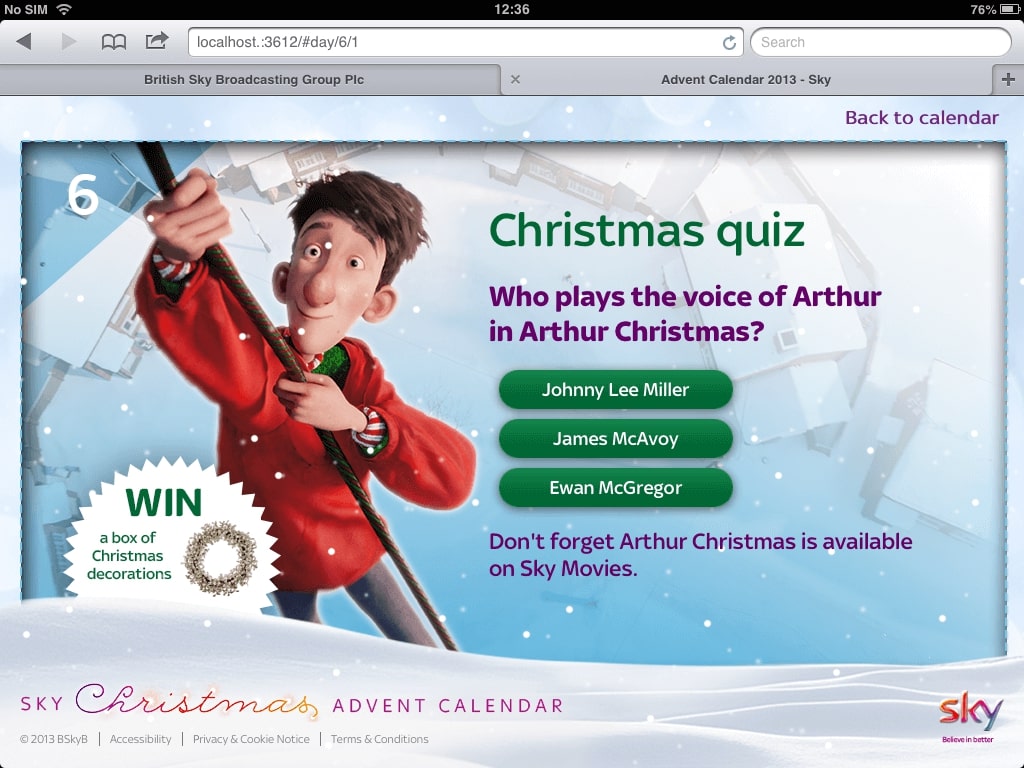 No SIM 12:36 76%
localhost.:3612/#day/6/1 Search
British Sky Broadcasting Group Plc Advent Calendar 2013 - Sky
Back to calendar
6
Christmas quiz
Who plays the voice of Arthur
in Arthur Christmas?
Johnny Lee Miller
James McAvoy
Ewan McGregor
Don't forget Arthur Christmas is available
on Sky Movies.
WIN
a box of
Christmas
decorations
SKY Christmas ADVENT CALENDAR
sky
Believe in better
© 2013 BSkyB | Accessibility | Privacy & Cookie Notice | Terms & Conditions